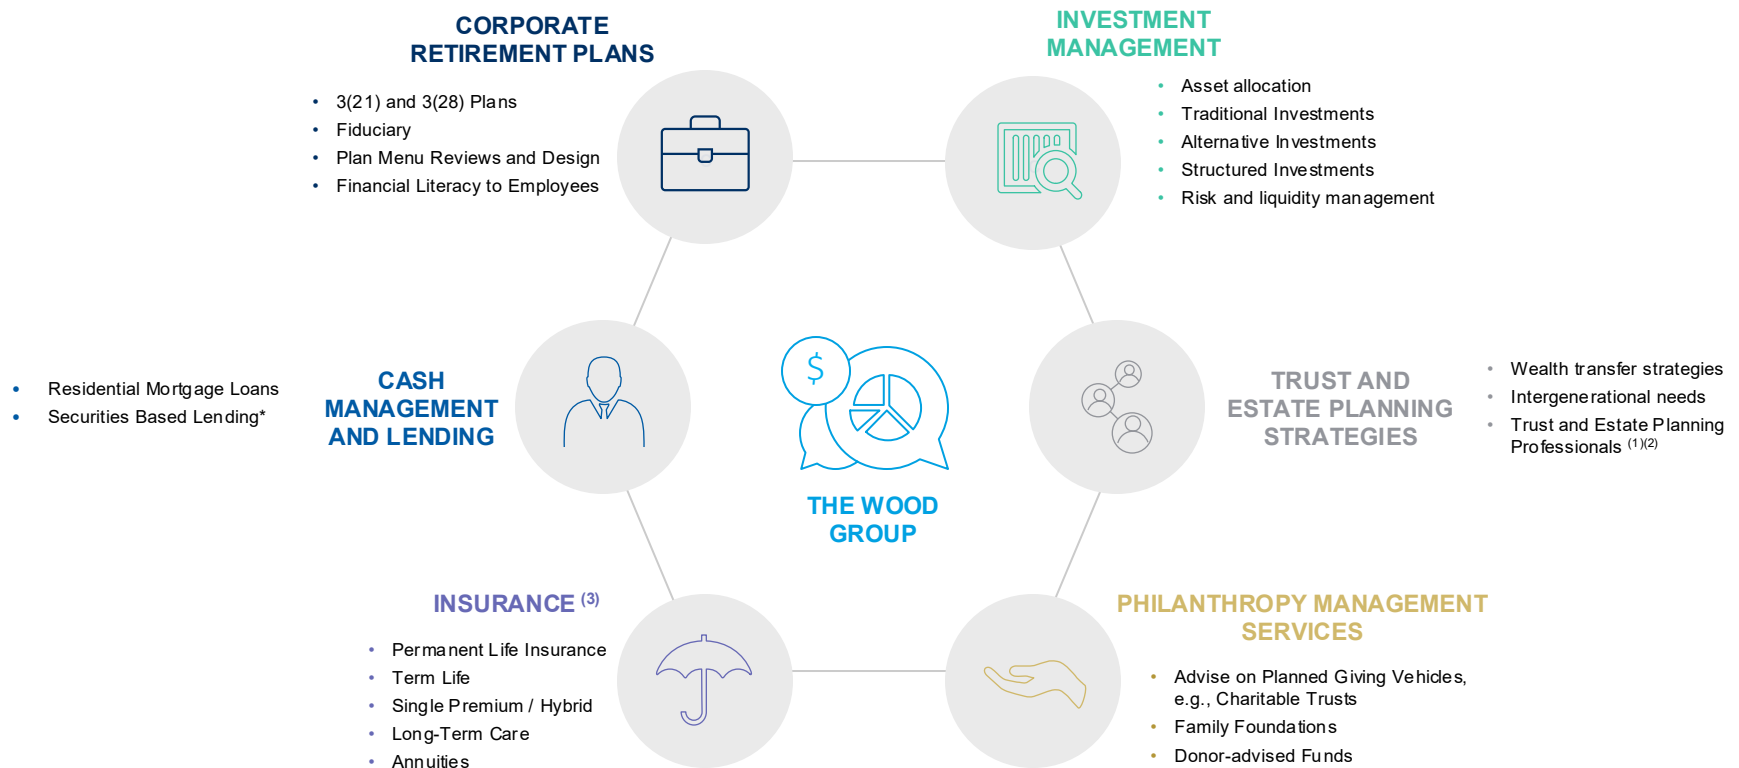 CORPORATE
RETIREMENT PLANS
• 3(21) and 3(28) Plans
• Fiduciary
• Plan Menu Reviews and Design
• Financial Literacy to Employees
INVESTMENT
MANAGEMENT
• Asset allocation
• Traditional Investments
• Alternative Investments
• Structured Investments
• Risk and liquidity management
• Residential Mortgage Loans
• Securities Based Lending*
CASH
MANAGEMENT
AND LENDING
$
THE WOOD
GROUP
TRUST AND
ESTATE PLANNING
STRATEGIES
• Wealth transfer strategies
• Intergenerational needs
• Trust and Estate Planning
Professionals (1)(2)
INSURANCE (3)
• Permanent Life Insurance
• Term Life
• Single Premium / Hybrid
• Long-Term Care
• Annuities
PHILANTHROPY MANAGEMENT
SERVICES
• Advise on Planned Giving Vehicles,
e.g., Charitable Trusts
• Family Foundations
• Donor-advised Funds